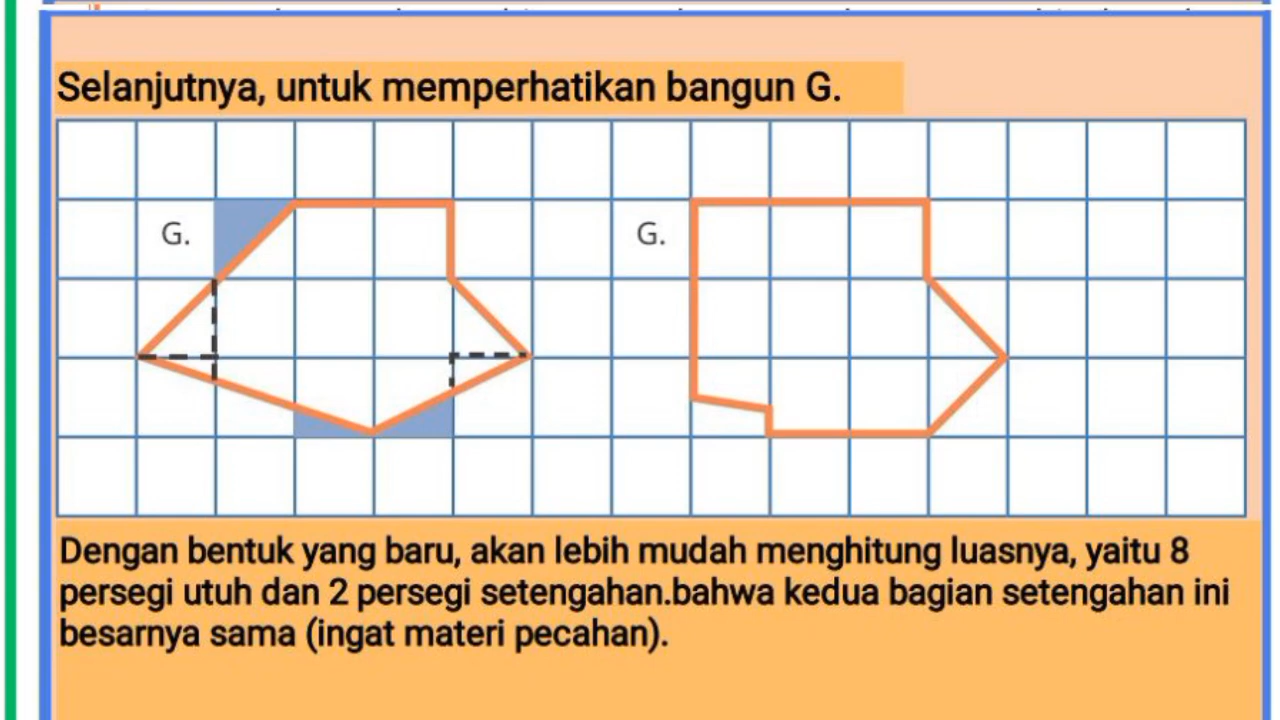 Selanjutnya, untuk memperhatikan bangun G.
G.
G.
Dengan bentuk yang baru, akan lebih mudah menghitung luasnya, yaitu 8
persegi utuh dan 2 persegi setengahan.bahwa kedua bagian setengahan ini
besarnya sama (ingat materi pecahan).